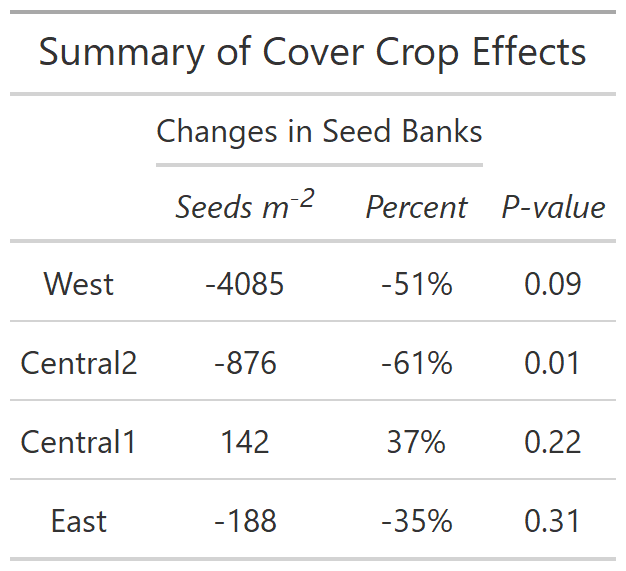 Summary of Cover Crop Effects
Changes in Seed Banks
Seeds m⁻² Percent P-value
West -4085 -51% 0.09
Central2 -876 -61% 0.01
Central1 142 37% 0.22
East -188 -35% 0.31